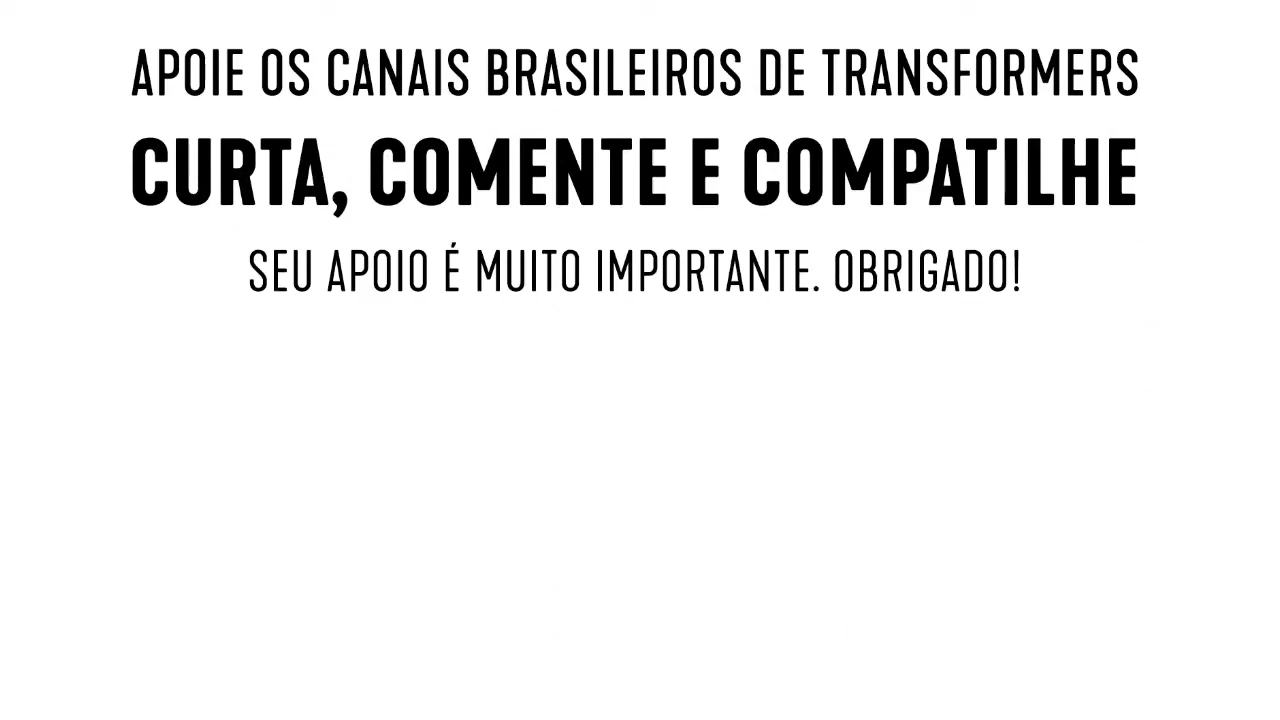 APOIE OS CANAIS BRASILEIROS DE TRANSFORMERS
CURTA, COMENTE E COMPATILHE
SEU APOIO É MUITO IMPORTANTE. OBRIGADO!